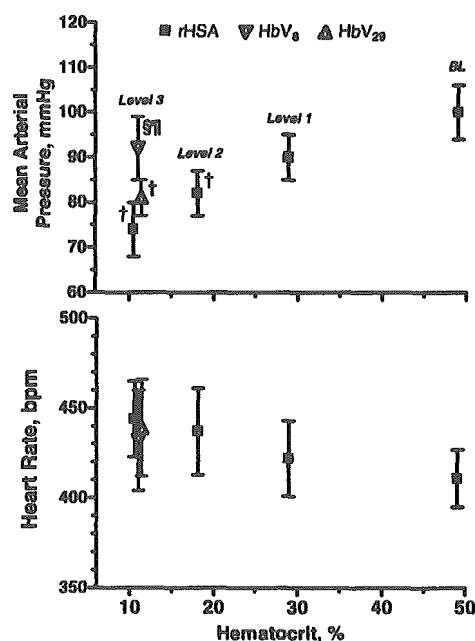 rHSA HbV8 HbV29
Mean Arterial
Pressure, mmHg
120
110
100
90
80
70
60
Level 3
§¶
†
†
Level 2
†
Level 1
BL
Heart Rate, bpm
500
450
400
350
10 20 30 40 50
Hematocrit, %